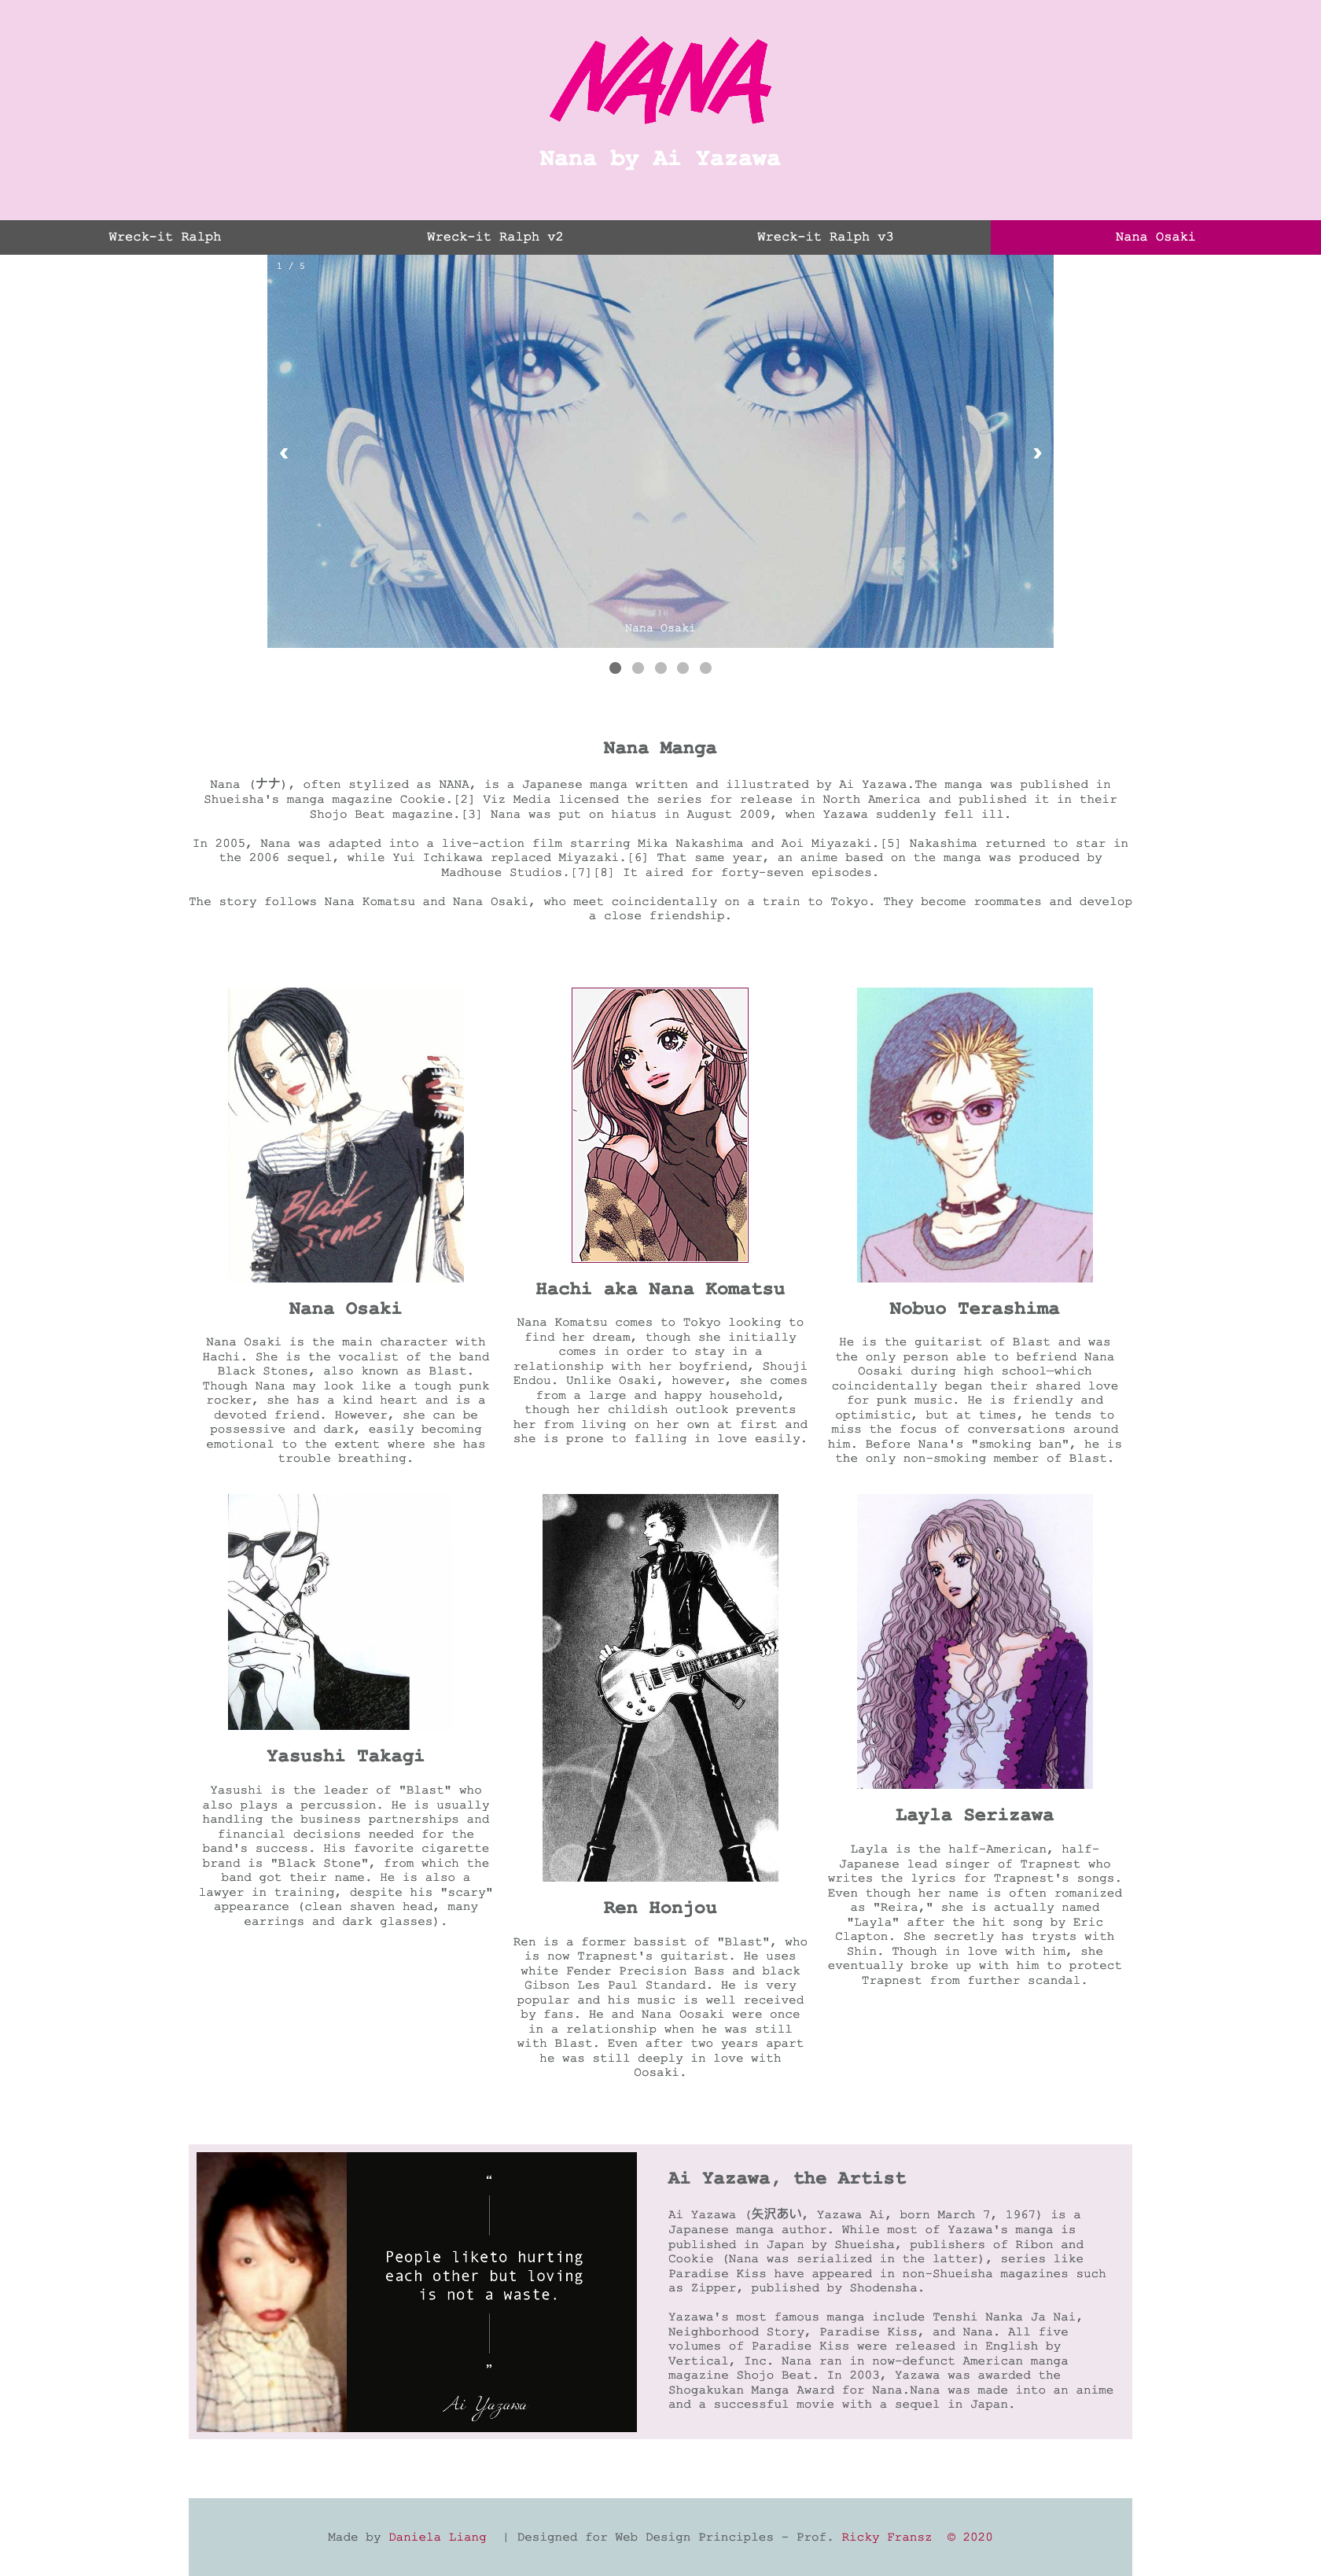 NANA
Nana by Ai Yazawa
Wreck-it Ralph
Wreck-it Ralph v2
Wreck-it Ralph v3
Nana Osaki
1 / 5
‹
›
Nana Osaki
Nana Manga
Nana (ナナ), often stylized as NANA, is a Japanese manga written and illustrated by Ai Yazawa.The manga was published in
Shueisha's manga magazine Cookie.[2] Viz Media licensed the series for release in North America and published it in their
Shojo Beat magazine.[3] Nana was put on hiatus in August 2009, when Yazawa suddenly fell ill.
In 2005, Nana was adapted into a live-action film starring Mika Nakashima and Aoi Miyazaki.[5] Nakashima returned to star in
the 2006 sequel, while Yui Ichikawa replaced Miyazaki.[6] That same year, an anime based on the manga was produced by
Madhouse Studios.[7][8] It aired for forty-seven episodes.
The story follows Nana Komatsu and Nana Osaki, who meet coincidentally on a train to Tokyo. They become roommates and develop
a close friendship.
Black
Stones
Nana Osaki
Nana Osaki is the main character with
Hachi. She is the vocalist of the band
Black Stones, also known as Blast.
Though Nana may look like a tough punk
rocker, she has a kind heart and is a
devoted friend. However, she can be
possessive and dark, easily becoming
emotional to the extent where she has
trouble breathing.
Hachi aka Nana Komatsu
Nana Komatsu comes to Tokyo looking to
find her dream, though she initially
comes in order to stay in a
relationship with her boyfriend, Shouji
Endou. Unlike Osaki, however, she comes
from a large and happy household,
though her childish outlook prevents
her from living on her own at first and
she is prone to falling in love easily.
Nobuo Terashima
He is the guitarist of Blast and was
the only person able to befriend Nana
Oosaki during high school—which
coincidentally began their shared love
for punk music. He is friendly and
optimistic, but at times, he tends to
miss the focus of conversations around
him. Before Nana's "smoking ban", he is
the only non-smoking member of Blast.
Yasushi Takagi
Yasushi is the leader of "Blast" who
also plays a percussion. He is usually
handling the business partnerships and
financial decisions needed for the
band's success. His favorite cigarette
brand is "Black Stone", from which the
band got their name. He is also a
lawyer in training, despite his "scary"
appearance (clean shaven head, many
earrings and dark glasses).
Ren Honjou
Ren is a former bassist of "Blast", who
is now Trapnest's guitarist. He uses
white Fender Precision Bass and black
Gibson Les Paul Standard. He is very
popular and his music is well received
by fans. He and Nana Oosaki were once
in a relationship when he was still
with Blast. Even after two years apart
he was still deeply in love with
Oosaki.
Layla Serizawa
Layla is the half-American, half-
Japanese lead singer of Trapnest who
writes the lyrics for Trapnest's songs.
Even though her name is often romanized
as "Reira," she is actually named
"Layla" after the hit song by Eric
Clapton. She secretly has trysts with
Shin. Though in love with him, she
eventually broke up with him to protect
Trapnest from further scandal.
“
People liketo hurting
each other but loving
is not a waste.
”
Ai Yazawa
Ai Yazawa, the Artist
Ai Yazawa (矢沢あい, Yazawa Ai, born March 7, 1967) is a
Japanese manga author. While most of Yazawa's manga is
published in Japan by Shueisha, publishers of Ribon and
Cookie (Nana was serialized in the latter), series like
Paradise Kiss have appeared in non-Shueisha magazines such
as Zipper, published by Shodensha.
Yazawa's most famous manga include Tenshi Nanka Ja Nai,
Neighborhood Story, Paradise Kiss, and Nana. All five
volumes of Paradise Kiss were released in English by
Vertical, Inc. Nana ran in now-defunct American manga
magazine Shojo Beat. In 2003, Yazawa was awarded the
Shogakukan Manga Award for Nana.Nana was made into an anime
and a successful movie with a sequel in Japan.
Made by Daniela Liang | Designed for Web Design Principles - Prof. Ricky Fransz © 2020